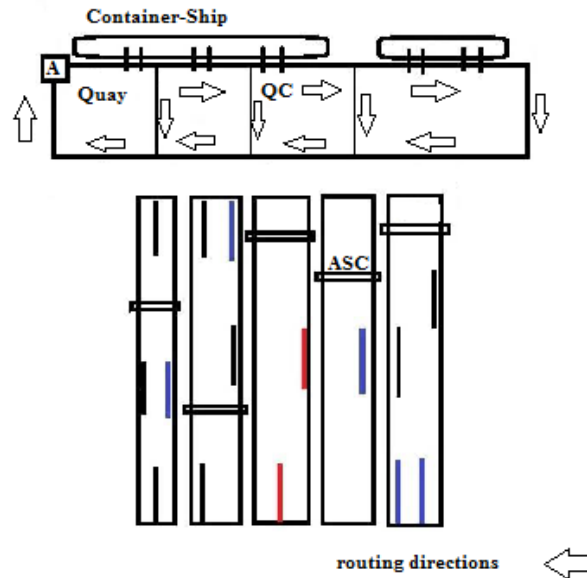 Container-Ship
A
Quay
QC
ASC
routing directions